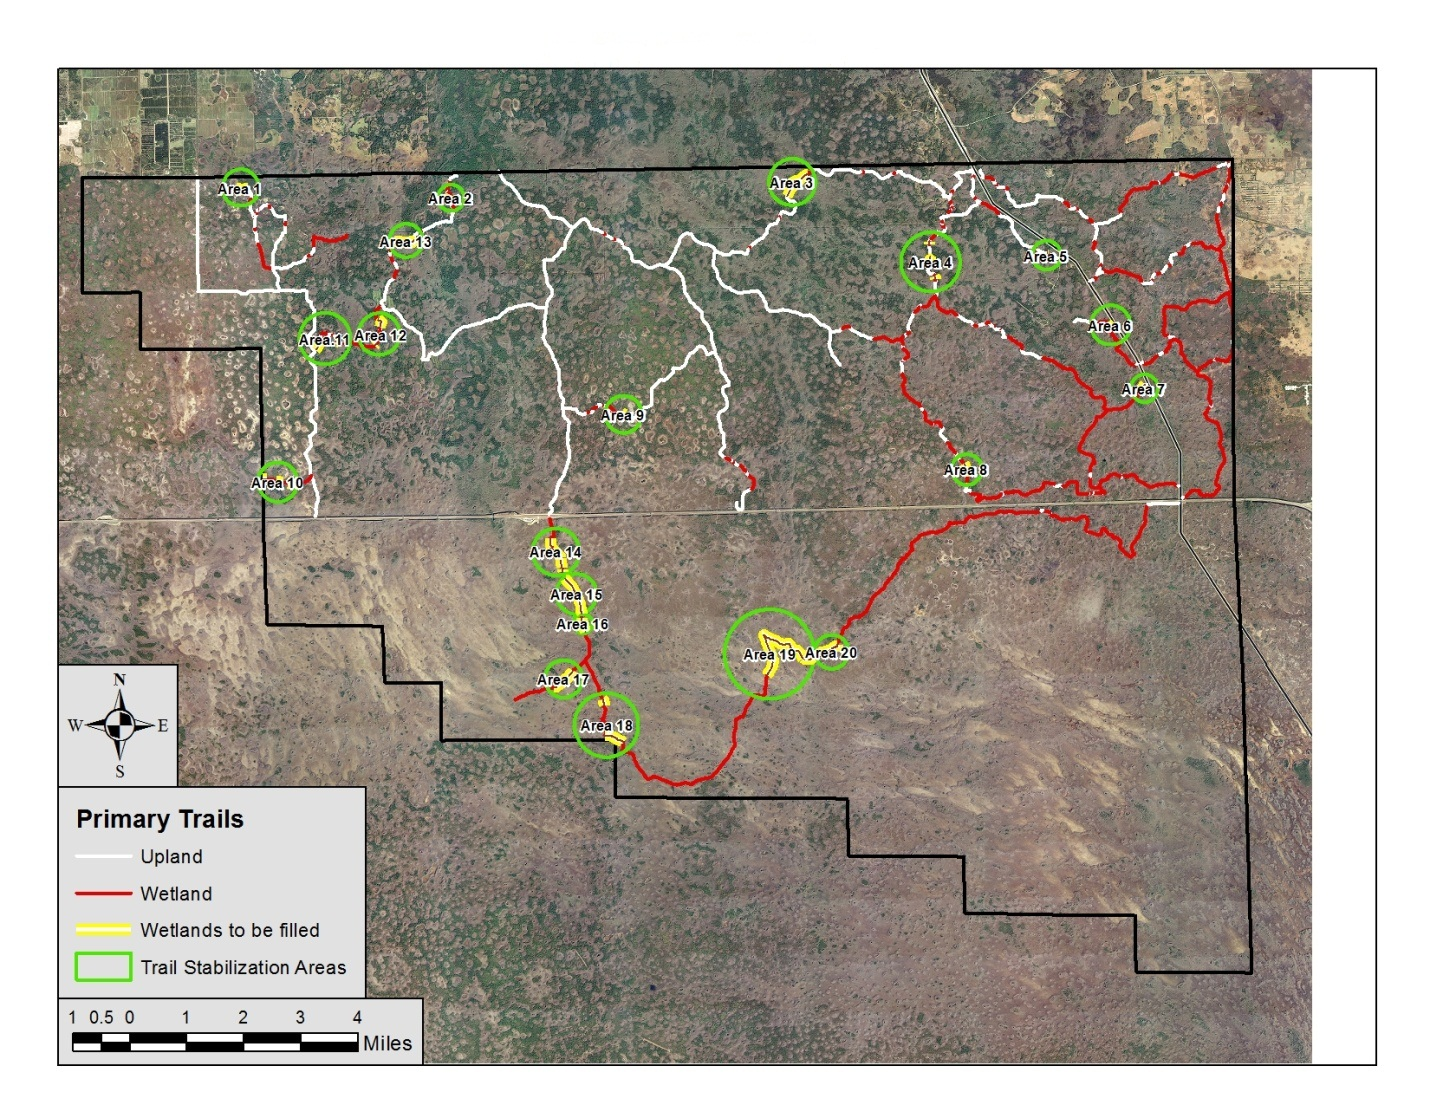 Area 1
Area 2
Area 3
Area 13
Area 4
Area 5
Area 6
Area 11
Area 12
Area 7
Area 9
Area 8
Area 10
Area 14
Area 15
Area 16
Area 19
Area 20
Area 17
Area 18
N
W E
S
Primary Trails
Upland
Wetland
Wetlands to be filled
Trail Stabilization Areas
1 0.5 0 1 2 3 4
Miles